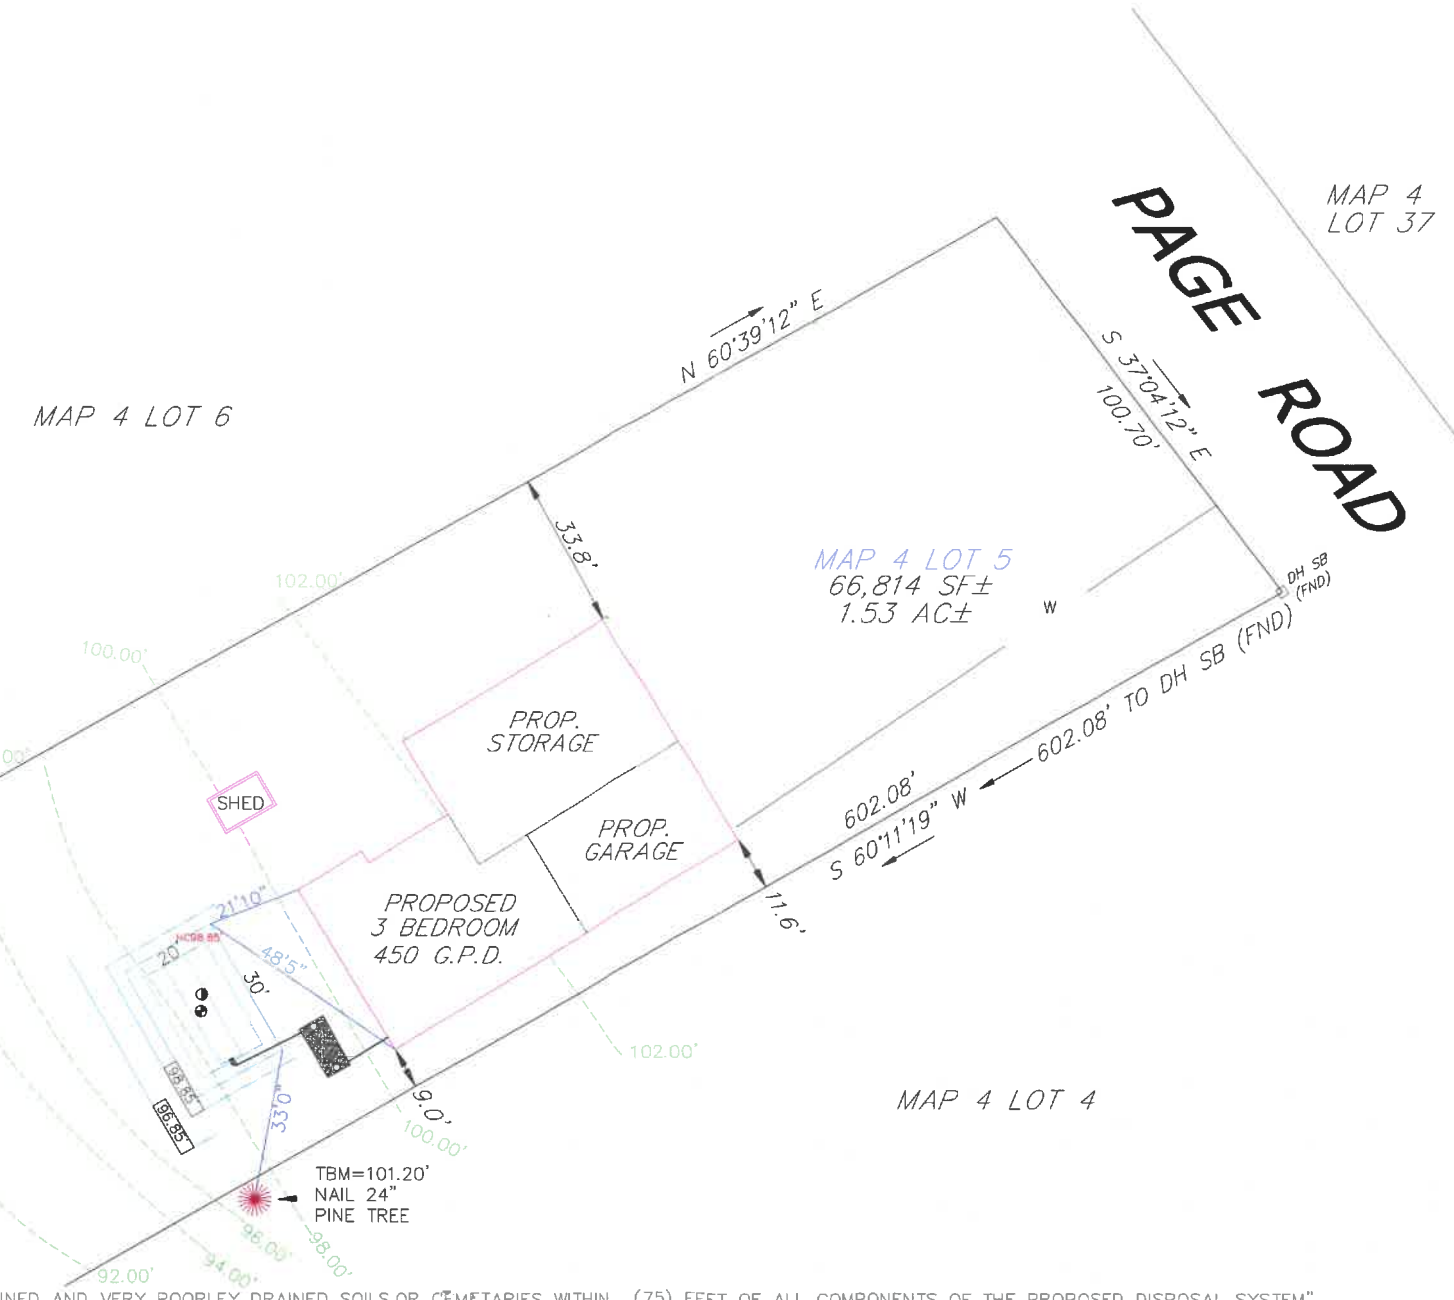 MAP 4
LOT 37
PAGE ROAD
N 60°39'12" E
S 37°04'12" E
100.70'
MAP 4 LOT 6
33.8'
MAP 4 LOT 5
66,814 SF±
1.53 AC±
W
DH SB
(FND)
102.00'
100.00'
00'
602.08' TO DH SB (FND)
602.08'
S 60°11'19" W
PROP.
STORAGE
SHED
PROP.
GARAGE
11.6'
PROPOSED
3 BEDROOM
450 G.P.D.
21'10"
20'
48'5"
30'
102.00'
98.85'
96.85'
33'0"
9.0'
100.00'
MAP 4 LOT 4
TBM=101.20'
NAIL 24"
PINE TREE
96.00'
98.00'
94.00'
92.00'
INED AND VERY POORLEY DRAINED SOILS OR CEMETARIES WITHIN (75) FEET OF ALL COMPONENTS OF THE PROPOSED DISPOSAL SYSTEM"